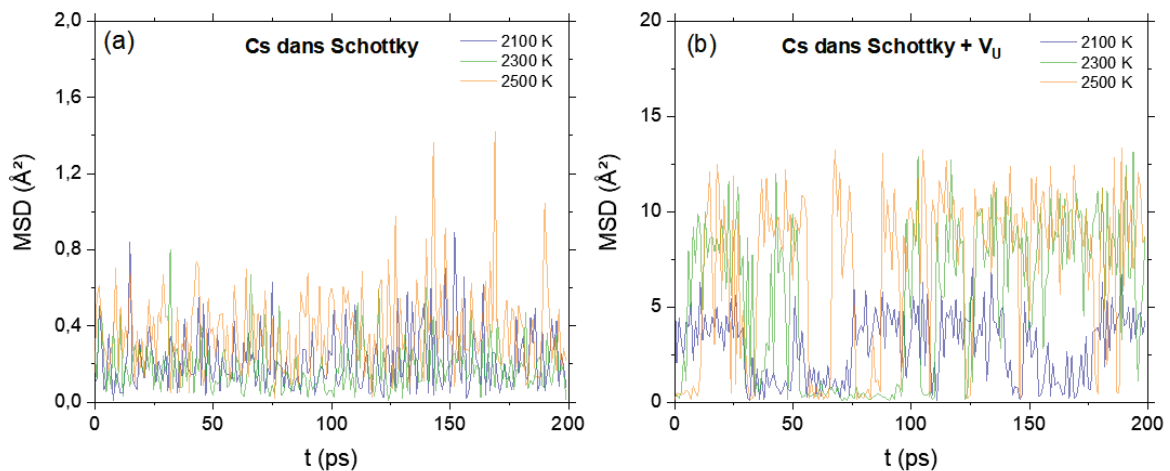 (a)
Cs dans Schottky
2100 K
2300 K
2500 K
2,0
1,6
1,2
0,8
0,4
0,0
MSD (Å²)
0
50
100
150
200
t (ps)
(b)
Cs dans Schottky + V_U
2100 K
2300 K
2500 K
20
15
10
5
0
MSD (Å²)
0
50
100
150
200
t (ps)